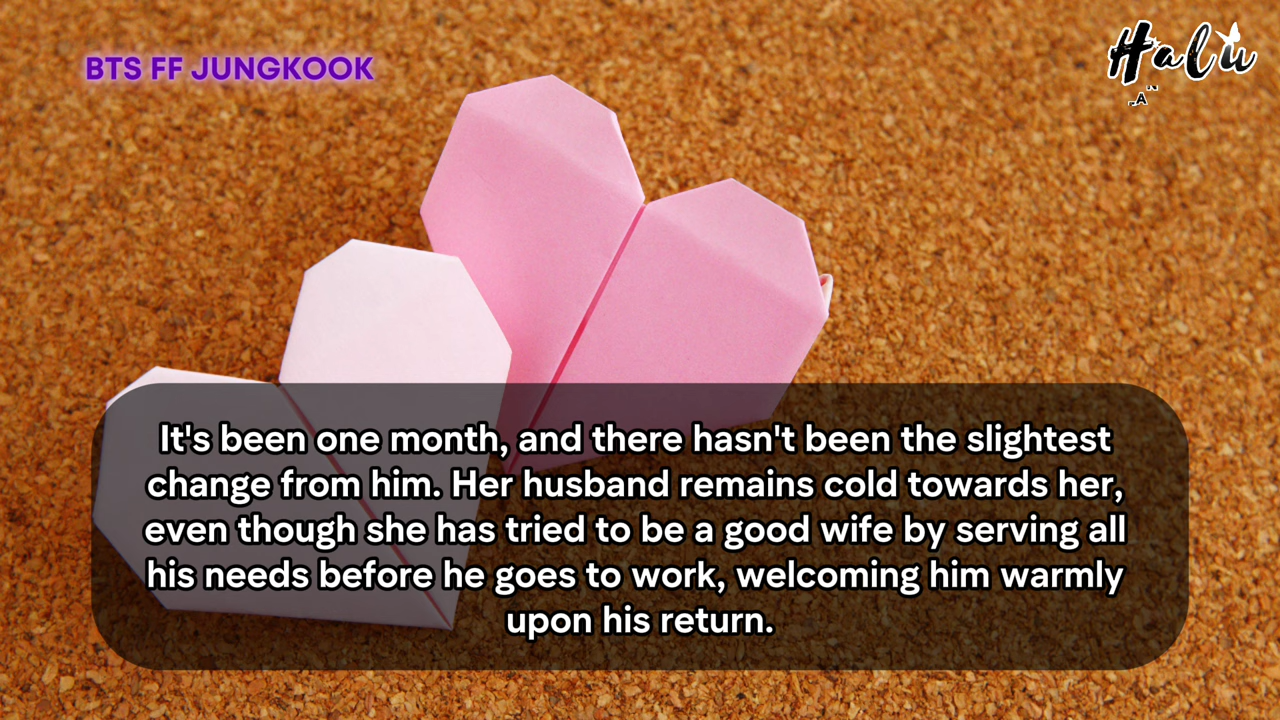 BTS FF JUNGKOOK
Halu
It's been one month, and there hasn't been the slightest
change from him. Her husband remains cold towards her,
even though she has tried to be a good wife by serving all
his needs before he goes to work, welcoming him warmly
upon his return.